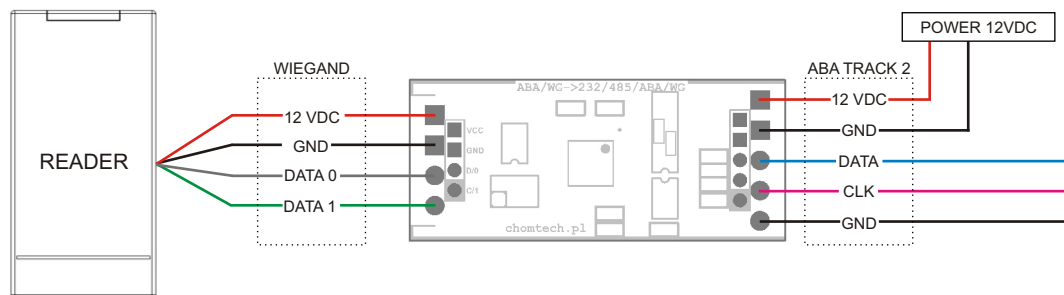 POWER 12VDC
WIEGAND
ABA TRACK 2
ABA/WG->232/485/ABA/WG
READER
12 VDC
GND
DATA 0
DATA 1
VCC
GND
D/0
C/1
chomtech.pl
12 VDC
GND
DATA
CLK
GND